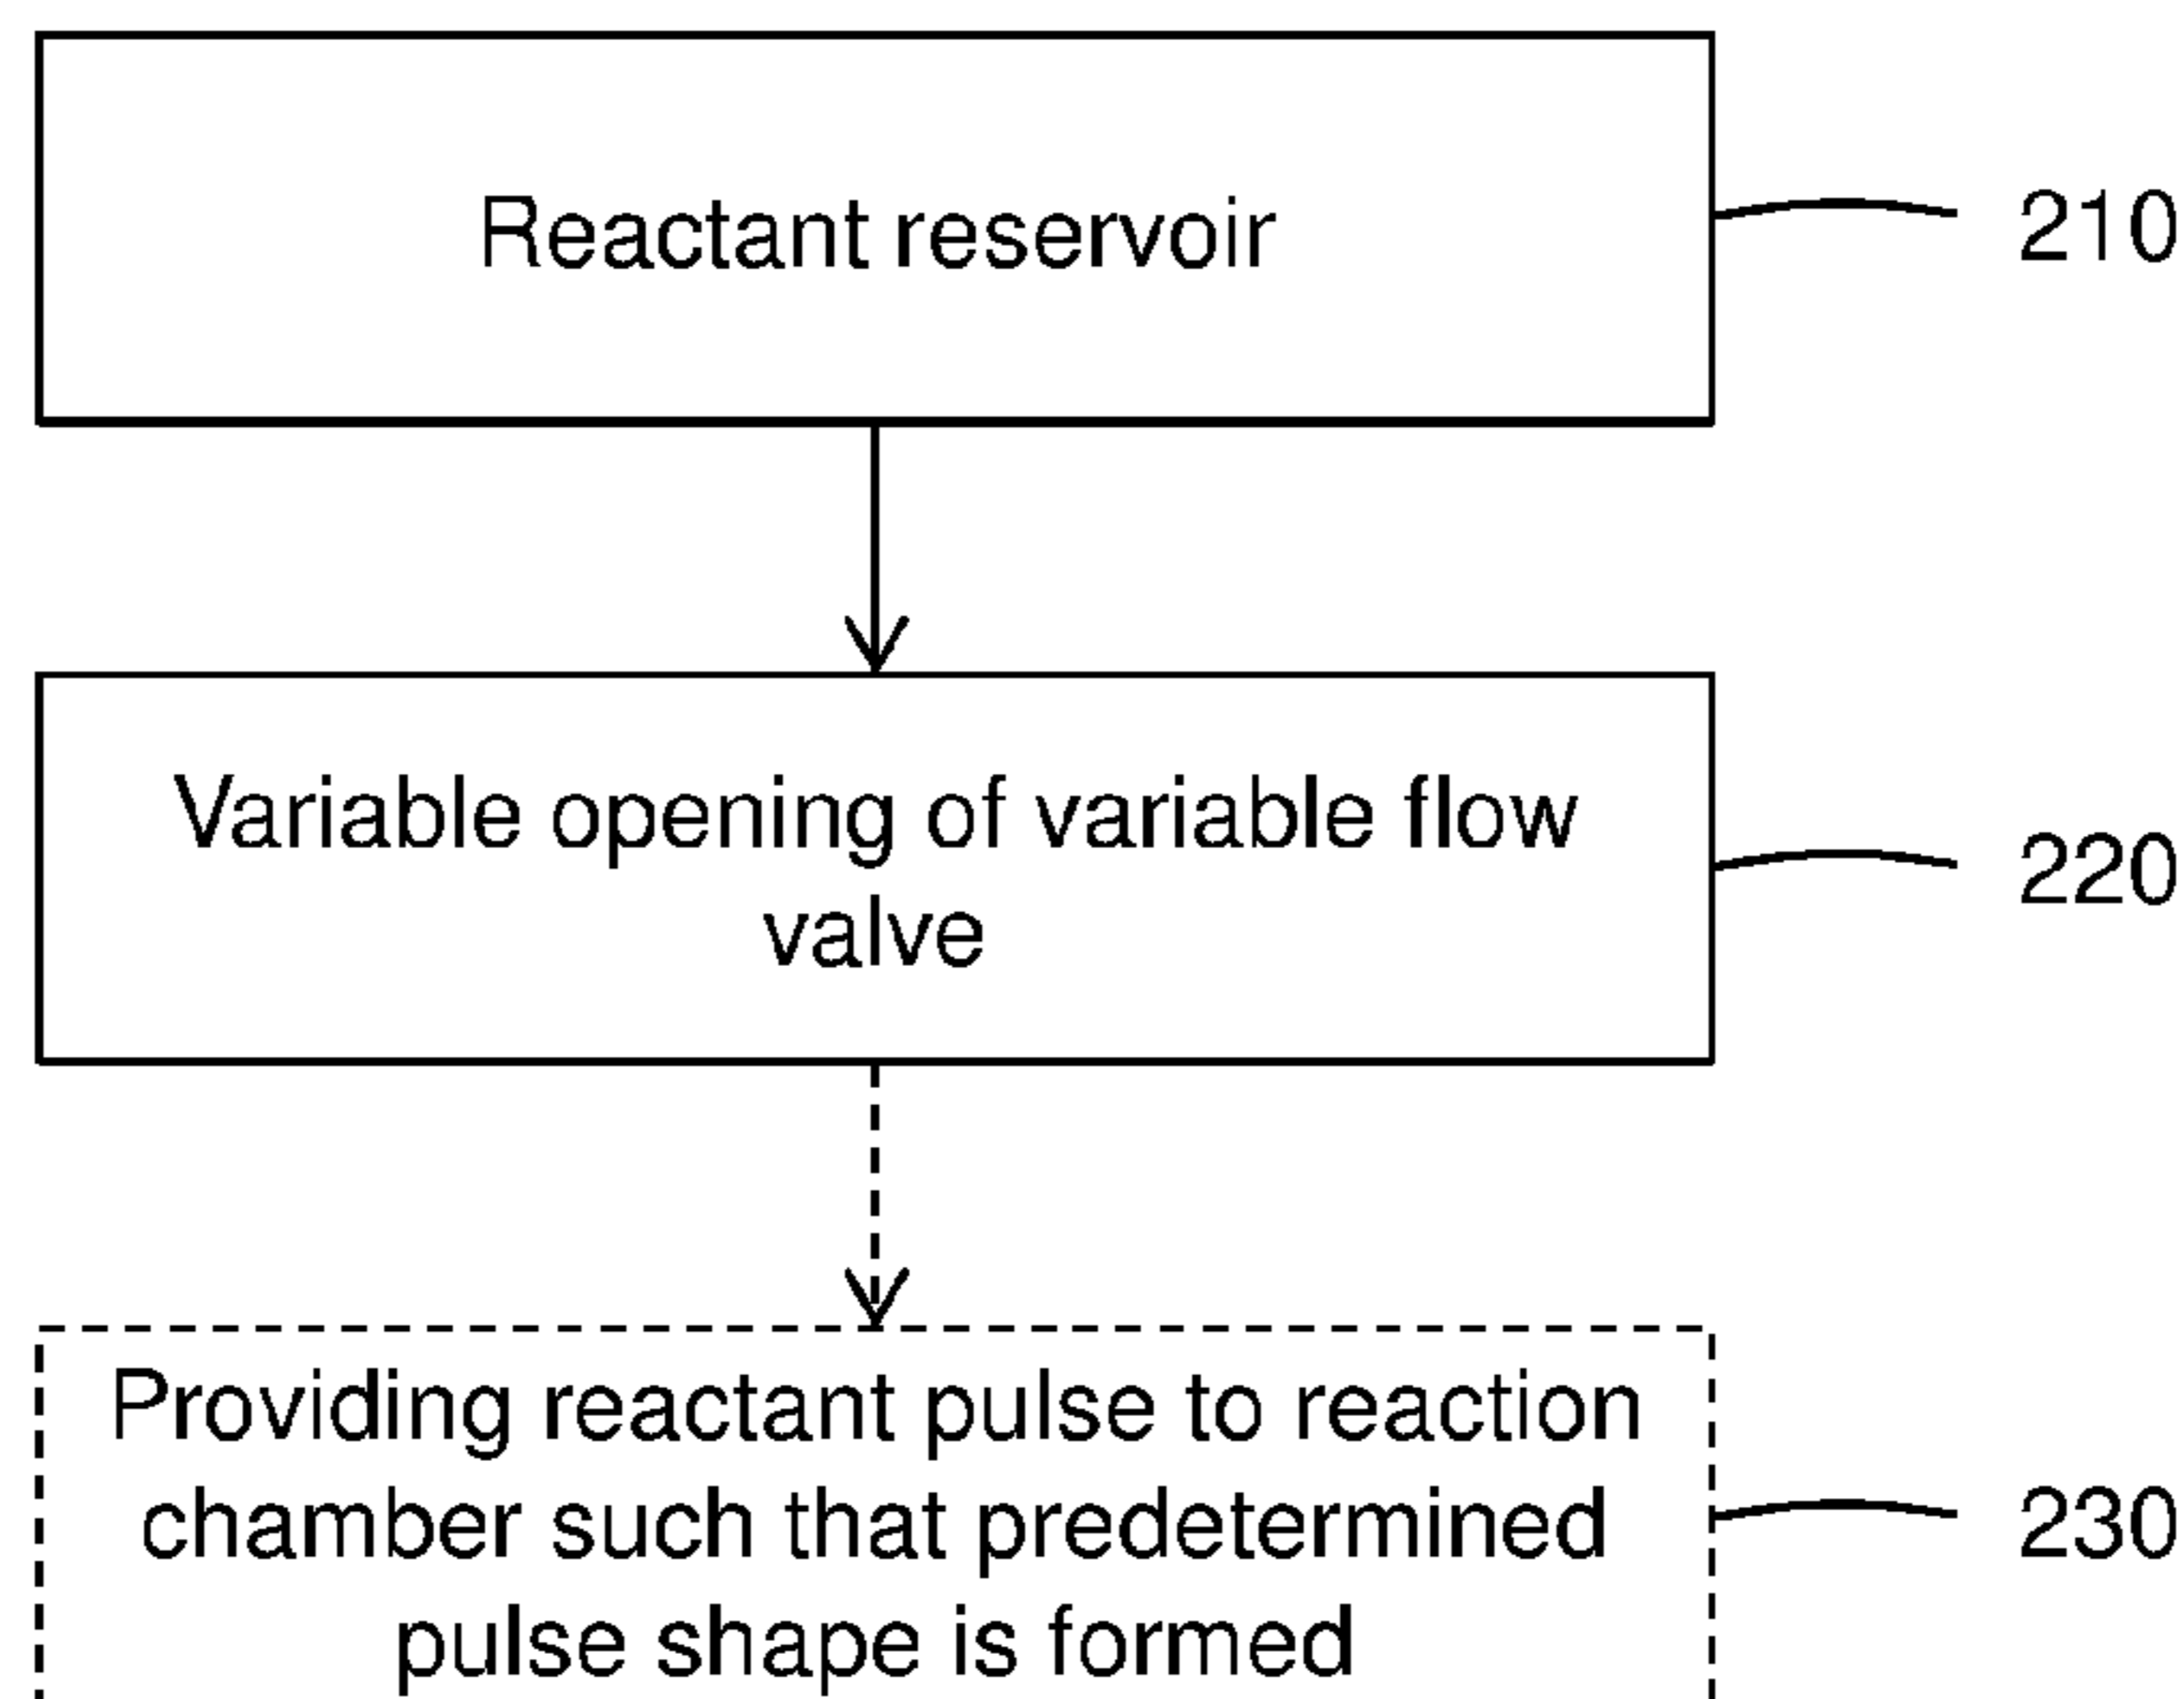 Reactant reservoir
210
Variable opening of variable flow
valve
220
Providing reactant pulse to reaction
chamber such that predetermined
pulse shape is formed
230